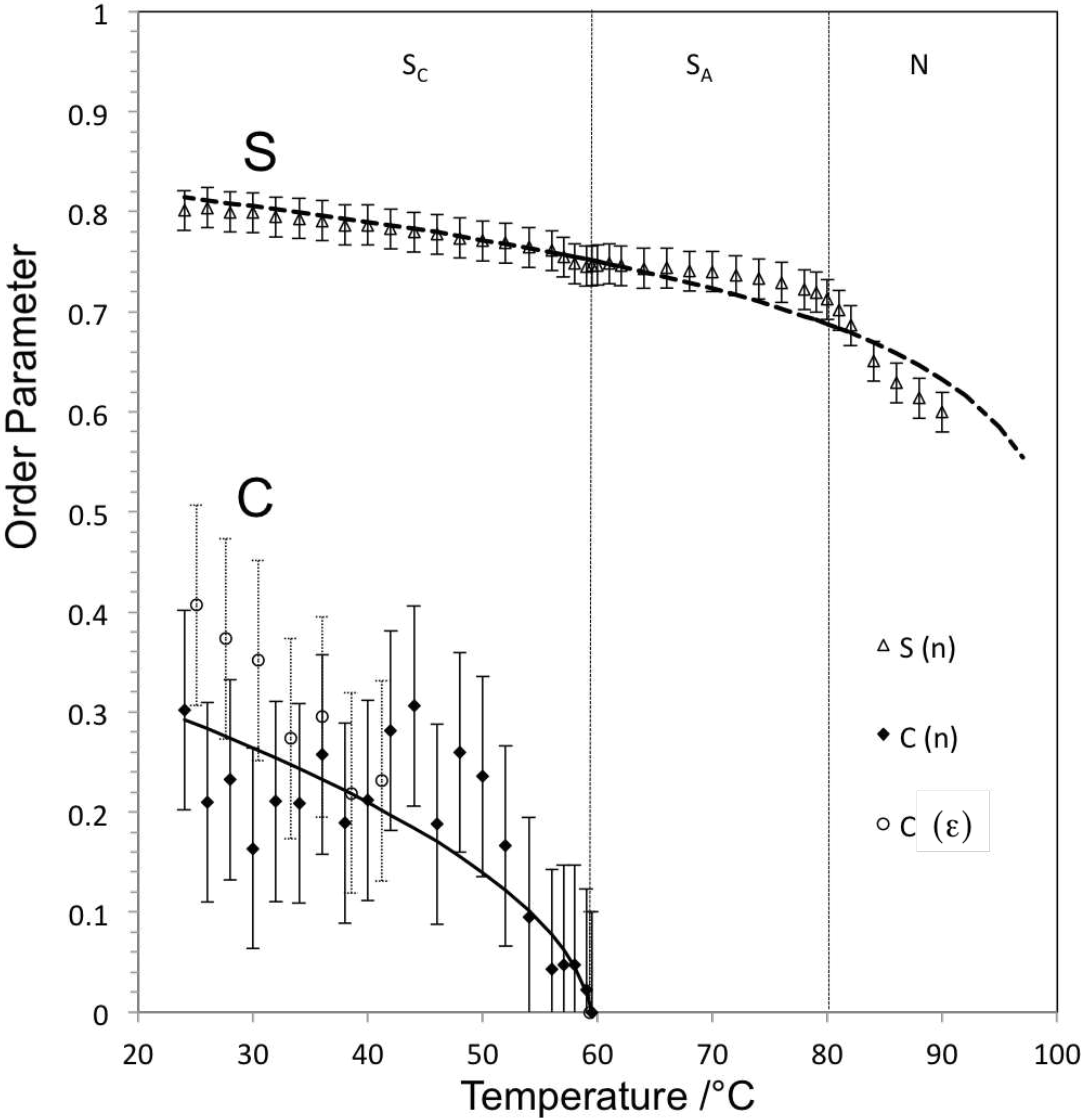 1
S_C S_A N
0.9
S
0.8
0.7
0.6
Order Parameter
0.5
C
0.4
S (n)
0.3
C (n)
0.2
C (ε)
0.1
0
20 30 40 50 60 70 80 90 100
Temperature /°C